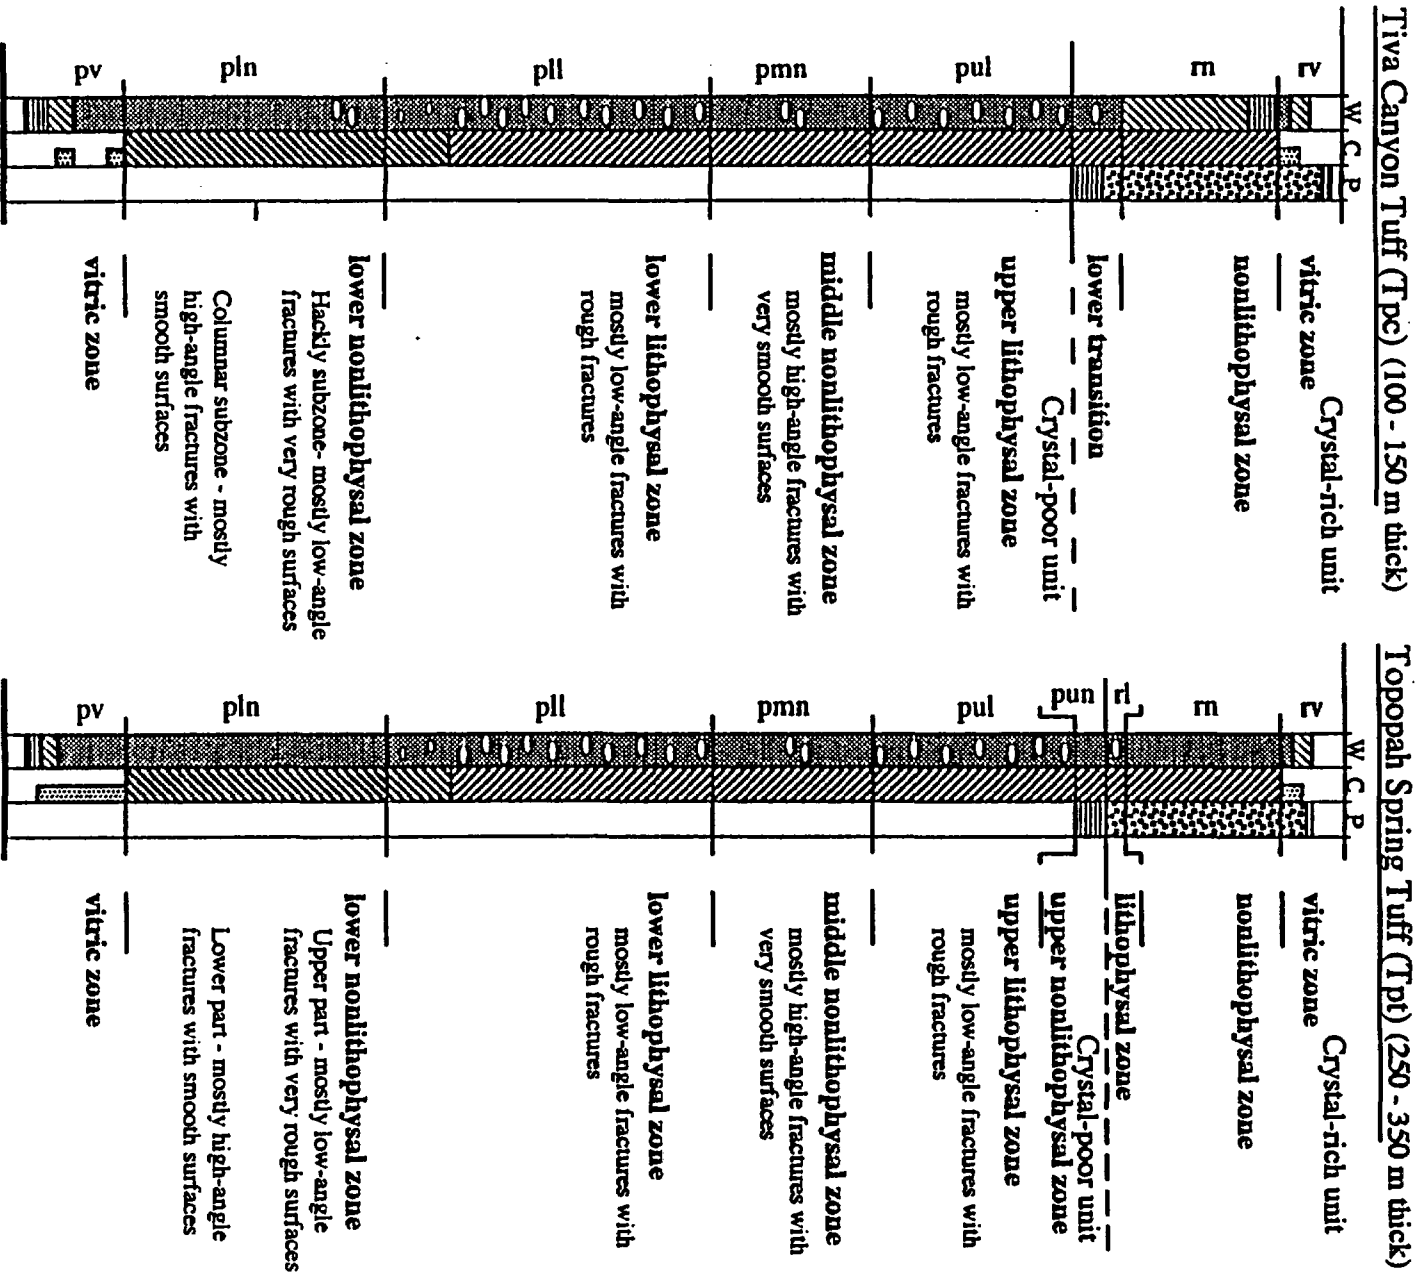 Tiva Canyon Tuff (Tpc) (100 - 150 m thick)
W C P
rv
rn
pul
pmn
pll
pln
pv
Crystal-rich unit
vitric zone
nonlithophysal zone
lower transition
Crystal-poor unit
upper lithophysal zone
mostly low-angle fractures with
rough fractures
middle nonlithophysal zone
mostly high-angle fractures with
very smooth surfaces
lower lithophysal zone
mostly low-angle fractures with
rough fractures
lower nonlithophysal zone
Hackly subzone- mostly low-angle
fractures with very rough surfaces
Columnar subzone - mostly
high-angle fractures with
smooth surfaces
vitric zone
Topopah Spring Tuff (Tpt) (250 - 350 m thick)
W C P
rv
rn
rl
pun
pul
pmn
pll
pln
pv
Crystal-rich unit
vitric zone
nonlithophysal zone
lithophysal zone
Crystal-poor unit
upper nonlithophysal zone
upper lithophysal zone
mostly low-angle fractures with
rough fractures
middle nonlithophysal zone
mostly high-angle fractures with
very smooth surfaces
lower lithophysal zone
mostly low-angle fractures with
rough fractures
lower nonlithophysal zone
Upper part - mostly low-angle
fractures with very rough surfaces
Lower part - mostly high-angle
fractures with smooth surfaces
vitric zone